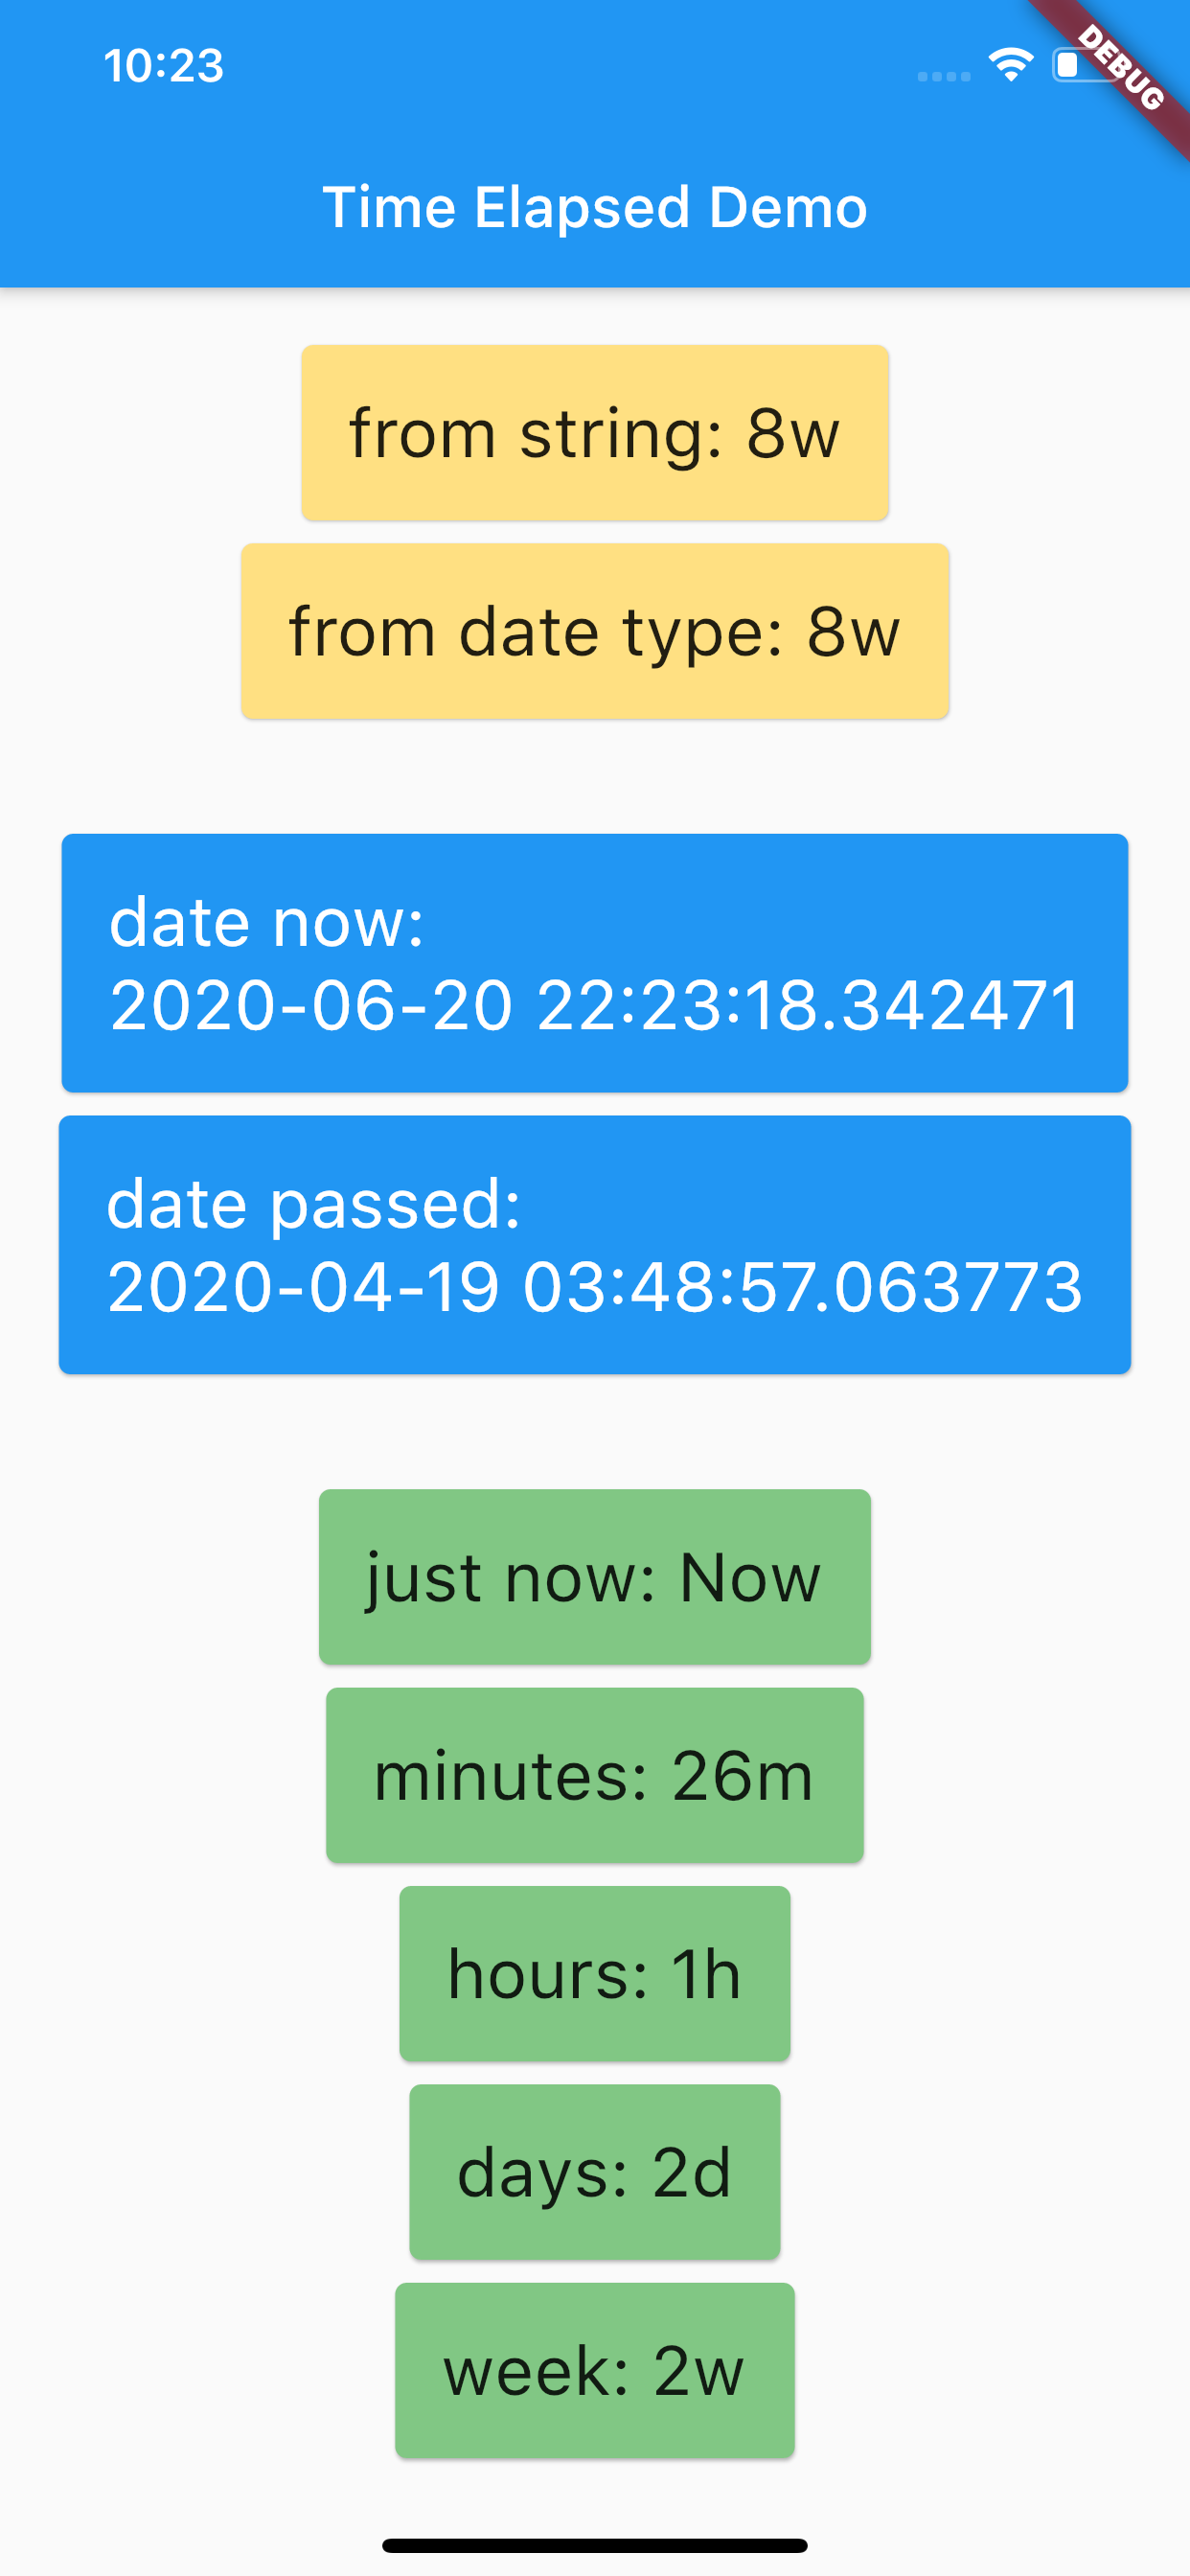 10:23
DEBUG
Time Elapsed Demo
from string: 8w
from date type: 8w
date now:
2020-06-20 22:23:18.342471
date passed:
2020-04-19 03:48:57.063773
just now: Now
minutes: 26m
hours: 1h
days: 2d
week: 2w